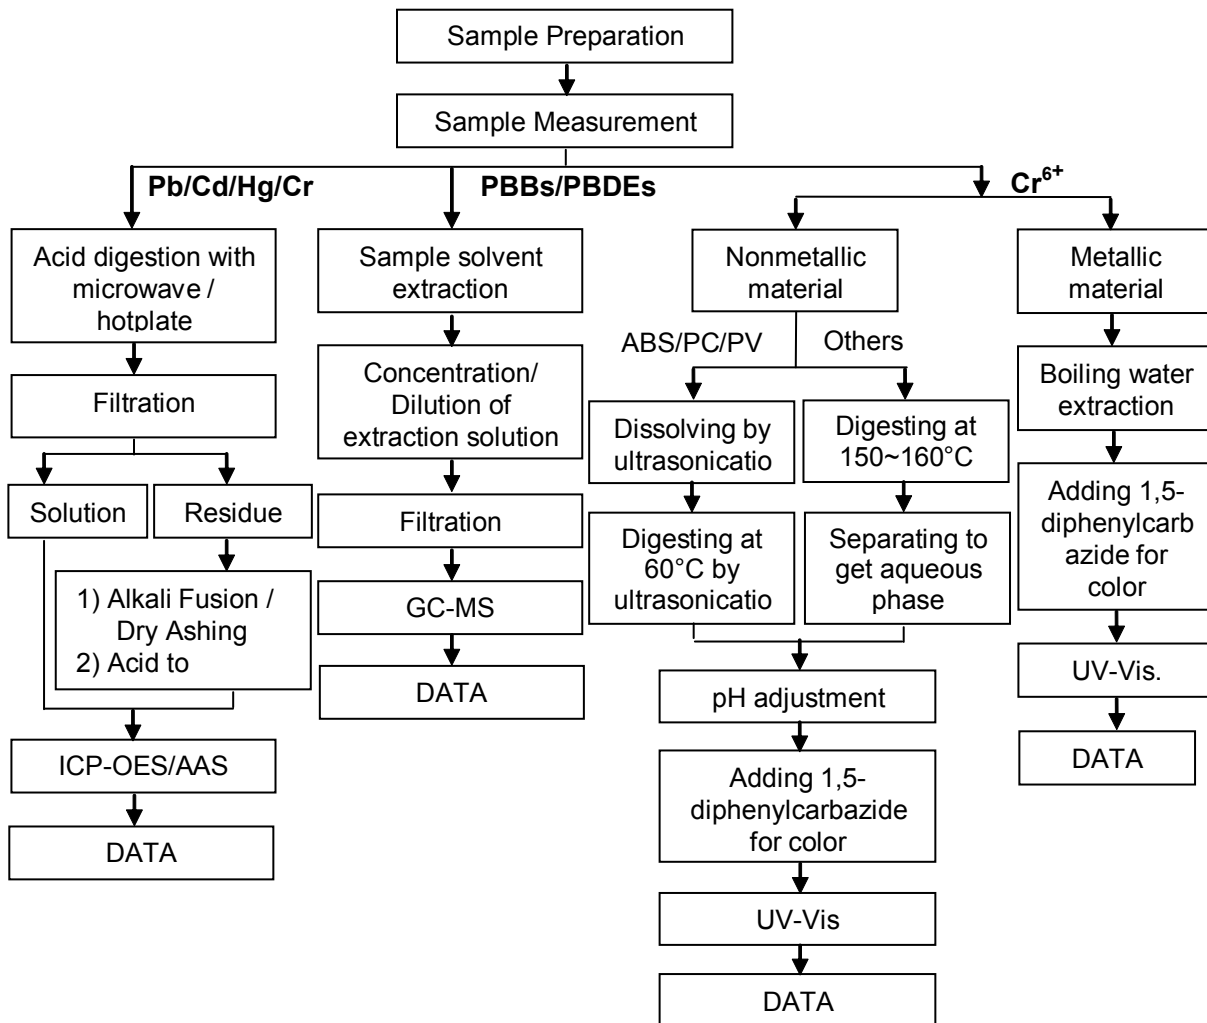 Sample Preparation
Sample Measurement
Pb/Cd/Hg/Cr
PBBs/PBDEs
Cr6+
Acid digestion with
microwave /
hotplate
Filtration
Solution
Residue
1) Alkali Fusion /
Dry Ashing
2) Acid to
ICP-OES/AAS
DATA
Sample solvent
extraction
Concentration/
Dilution of
extraction solution
Filtration
GC-MS
DATA
Nonmetallic
material
ABS/PC/PV
Others
Dissolving by
ultrasonicatio
Digesting at
60°C by
ultrasonicatio
Digesting at
150~160°C
Separating to
get aqueous
phase
pH adjustment
Adding 1,5-
diphenylcarbazide
for color
UV-Vis
DATA
Metallic
material
Boiling water
extraction
Adding 1,5-
diphenylcarb
azide for
color
UV-Vis.
DATA